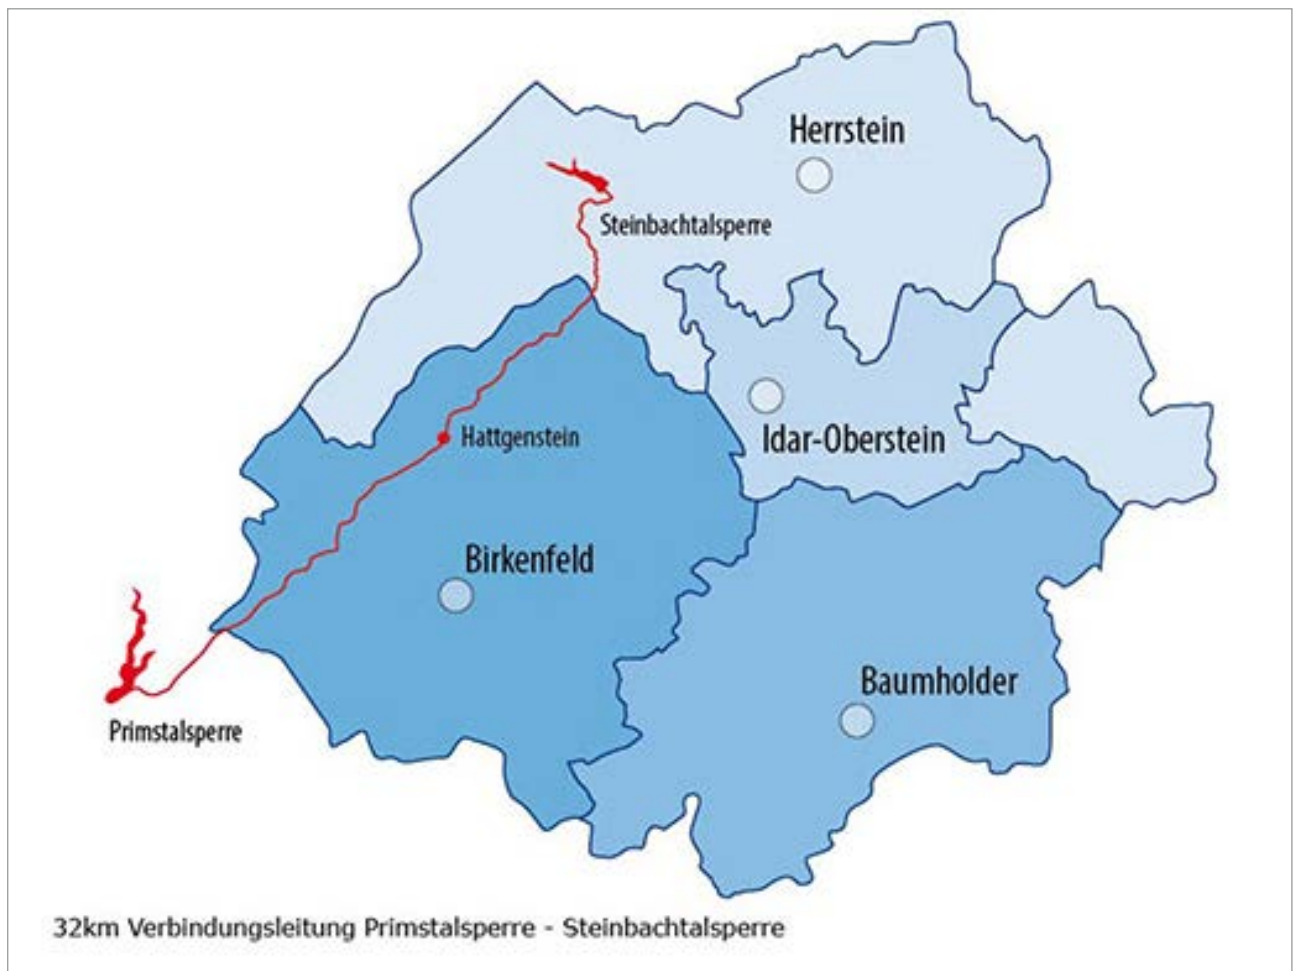 Herrstein
Steinbachtalsperre
Idar-Oberstein
Hattgenstein
Birkenfeld
Baumholder
Primstalsperre
32km Verbindungsleitung Primstalsperre - Steinbachtalsperre